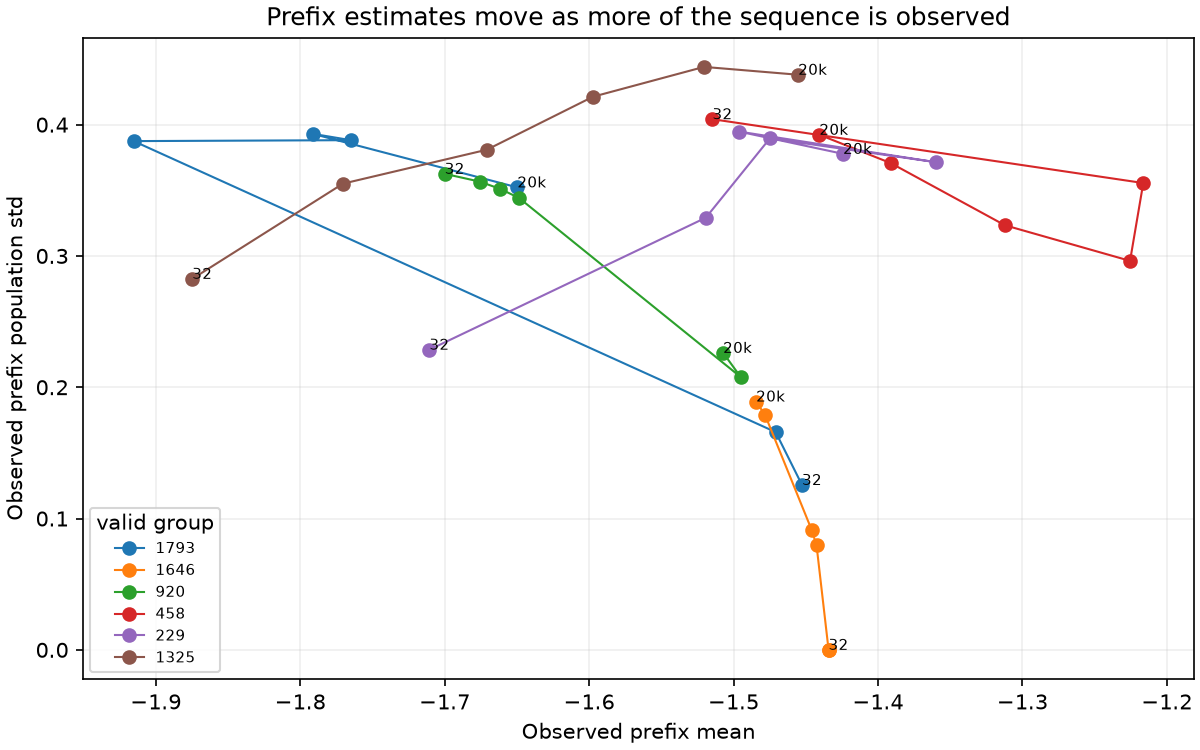 Prefix estimates move as more of the sequence is observed
Observed prefix population std
0.4
0.3
0.2
0.1
0.0
20k
32
20k
20k
32
20k
32
32
20k
20k
32
32
valid group
1793
1646
920
458
229
1325
−1.9
−1.8
−1.7
−1.6
−1.5
−1.4
−1.3
−1.2
Observed prefix mean